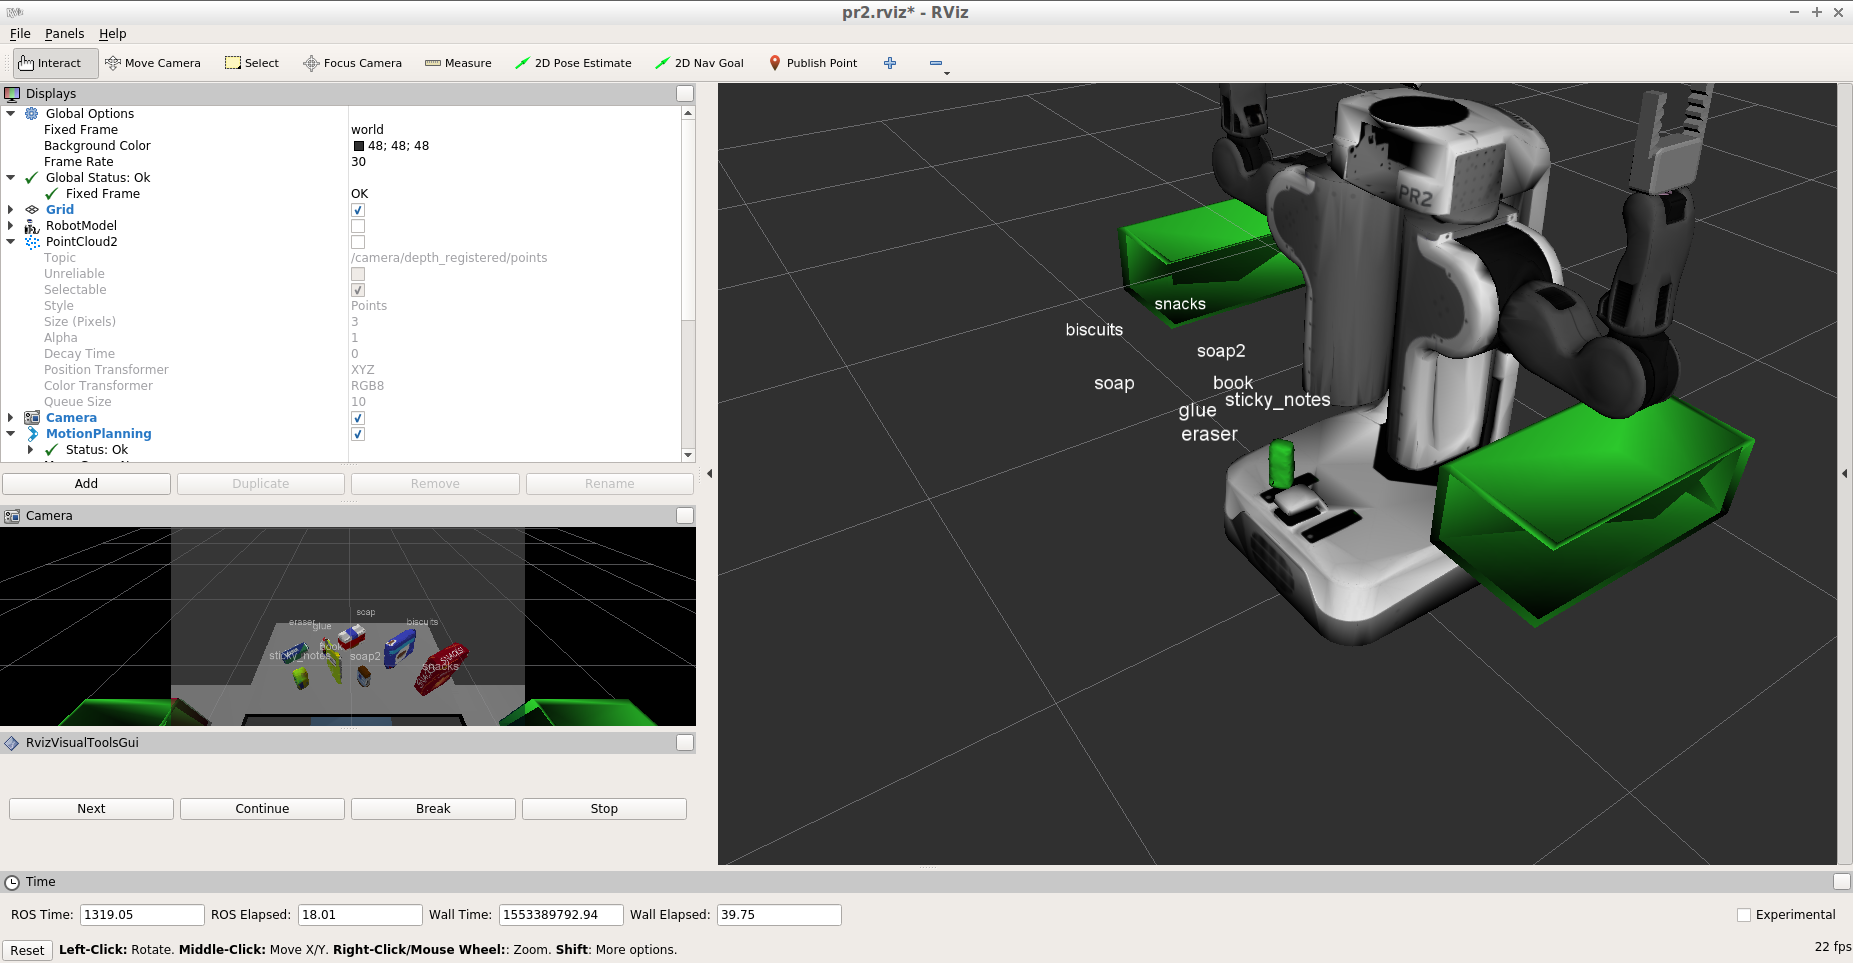 RViz
pr2.rviz* - RViz
File Panels Help
Interact Move Camera Select Focus Camera Measure 2D Pose Estimate 2D Nav Goal Publish Point
Displays
Global Options
Fixed Frame world
Background Color 48; 48; 48
Frame Rate 30
Global Status: Ok
Fixed Frame OK
Grid
RobotModel
PointCloud2
Topic /camera/depth_registered/points
Unreliable
Selectable
Style Points
Size (Pixels) 3
Alpha 1
Decay Time 0
Position Transformer XYZ
Color Transformer RGB8
Queue Size 10
Camera
MotionPlanning
Status: Ok
Add Duplicate Remove Rename
Camera
soap
eraser
glue
biscuits
book
sticky_notes
soap2
SNACKS!
snacks
RvizVisualToolsGui
Next Continue Break Stop
PR2
snacks
biscuits
soap2
soap
book
sticky_notes
glue
eraser
Time
ROS Time: 1319.05 ROS Elapsed: 18.01 Wall Time: 1553389792.94 Wall Elapsed: 39.75 Experimental
Reset Left-Click: Rotate. Middle-Click: Move X/Y. Right-Click/Mouse Wheel:: Zoom. Shift: More options. 22 fps